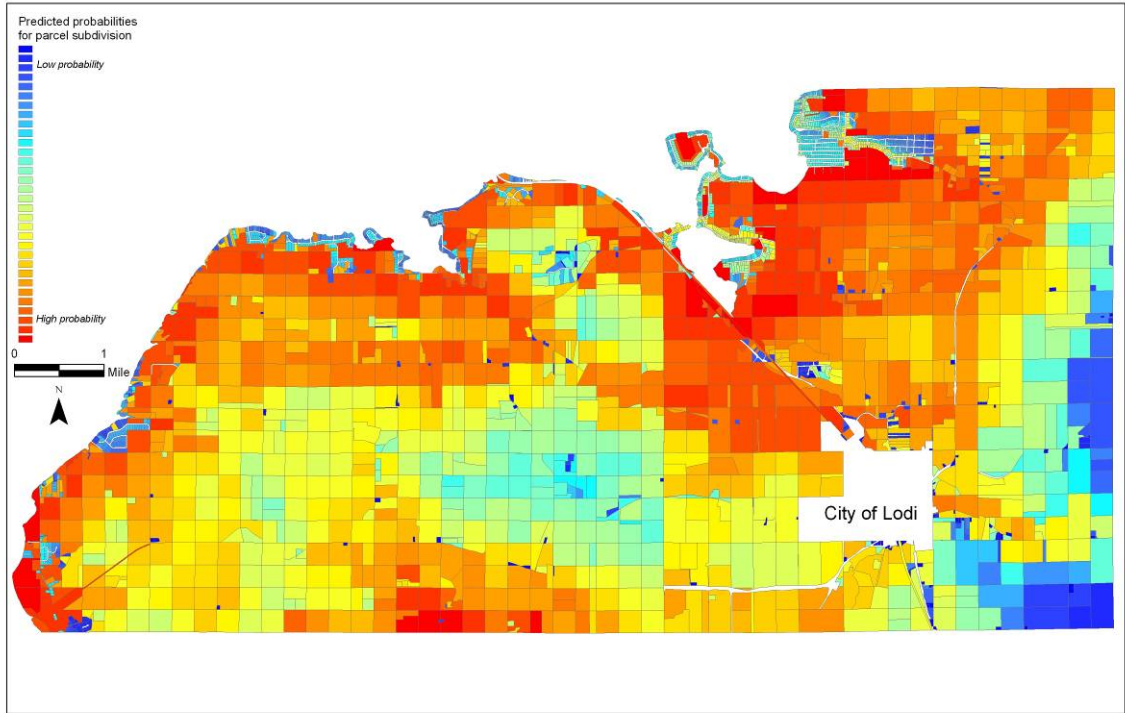 Predicted probabilities
for parcel subdivision
Low probability
High probability
0 1
Mile
N
City of Lodi